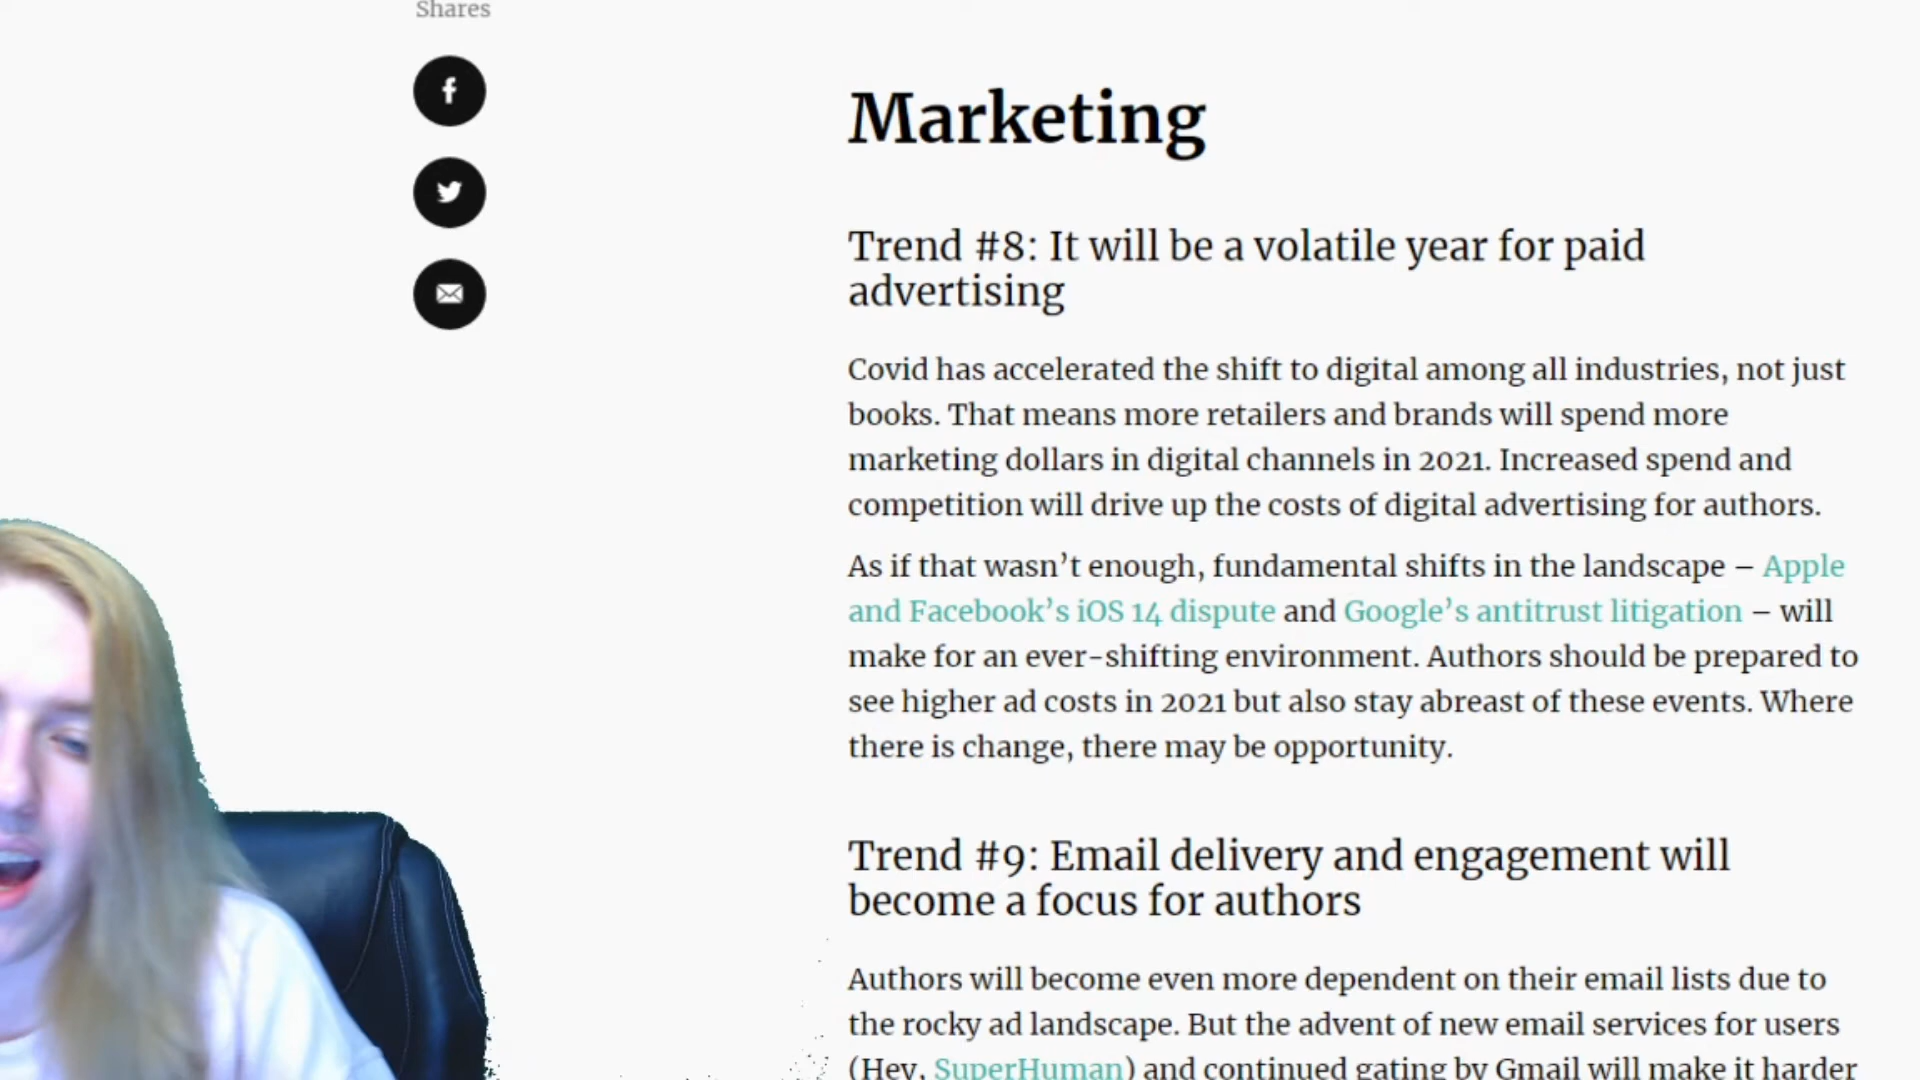 Shares
Marketing
Trend #8: It will be a volatile year for paid
advertising
Covid has accelerated the shift to digital among all industries, not just
books. That means more retailers and brands will spend more
marketing dollars in digital channels in 2021. Increased spend and
competition will drive up the costs of digital advertising for authors.
As if that wasn’t enough, fundamental shifts in the landscape – Apple
and Facebook’s iOS 14 dispute and Google’s antitrust litigation – will
make for an ever-shifting environment. Authors should be prepared to
see higher ad costs in 2021 but also stay abreast of these events. Where
there is change, there may be opportunity.
Trend #9: Email delivery and engagement will
become a focus for authors
Authors will become even more dependent on their email lists due to
the rocky ad landscape. But the advent of new email services for users
(Hey, SuperHuman) and continued gating by Gmail will make it harder